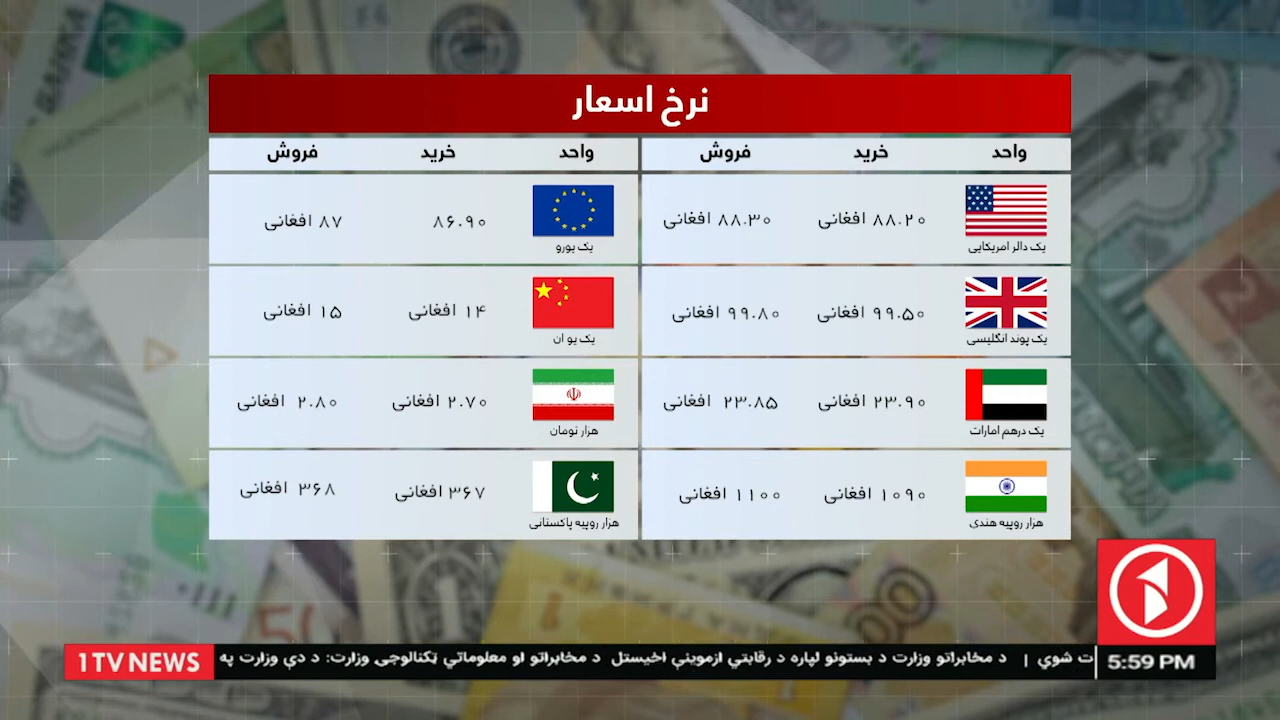 نرخ اسعار
واحد خرید فروش واحد خرید فروش
۸۸.۲۰ افغانی ۸۸.۳۰ افغانی ۸۶.۹۰ ۸۷ افغانی
یک دالر امریکایی یک یورو
۹۹.۵۰ افغانی ۹۹.۸۰ افغانی ۱۴ افغانی ۱۵ افغانی
یک پوند انگلیسی یک یو ان
۲۳.۹۰ افغانی ۲۳.۸۵ افغانی ۲.۷۰ افغانی ۲.۸۰ افغانی
یک درهم امارات هزار تومان
۱۰۹۰ افغانی ۱۱۰۰ افغانی ۳۶۷ افغانی ۳۶۸ افغانی
هزار روپیه هندی هزار روپیه پاکستانی
1TV NEWS
ت شوي | د مخابراتو وزارت د بستونو لپاره د رقابتي ازمويني اخيستل د مخابراتو او معلوماتي ټکنالوجۍ وزارت: د دې وزارت په
5:59 PM